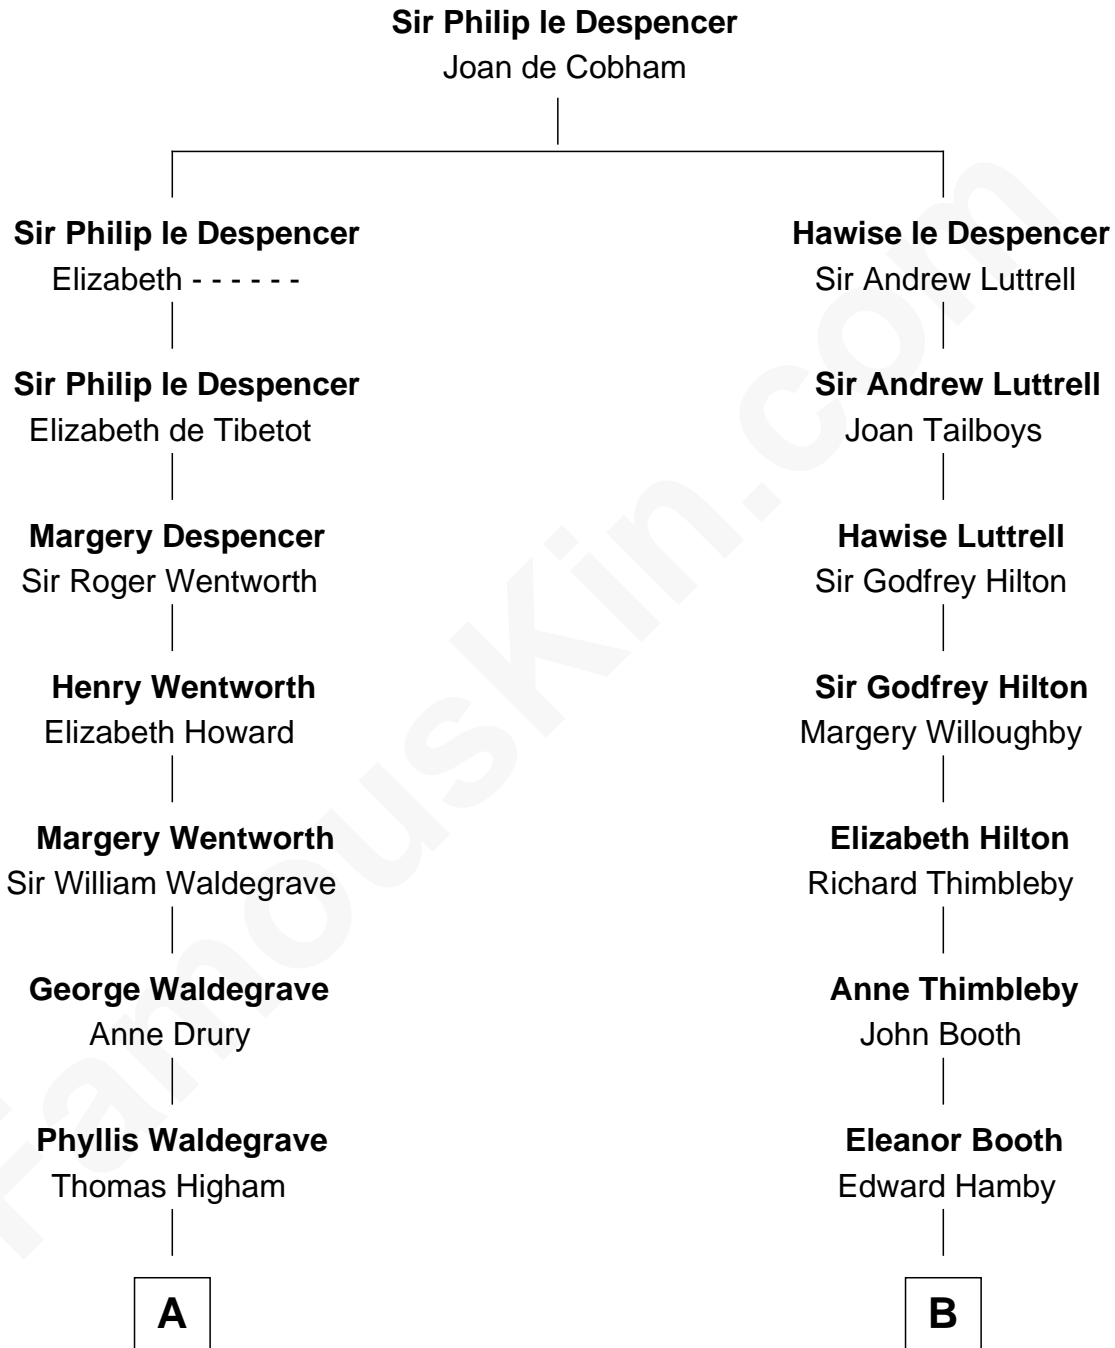 Sir Philip le Despencer
Joan de Cobham
Sir Philip le Despencer
Elizabeth - - - - - -
Hawise le Despencer
Sir Andrew Luttrell
Sir Philip le Despencer
Elizabeth de Tibetot
Sir Andrew Luttrell
Joan Tailboys
Margery Despencer
Sir Roger Wentworth
Hawise Luttrell
Sir Godfrey Hilton
Henry Wentworth
Elizabeth Howard
Sir Godfrey Hilton
Margery Willoughby
Margery Wentworth
Sir William Waldegrave
Elizabeth Hilton
Richard Thimbleby
George Waldegrave
Anne Drury
Anne Thimbleby
John Booth
Phyllis Waldegrave
Thomas Higham
Eleanor Booth
Edward Hamby
A
B
FamousKin.com